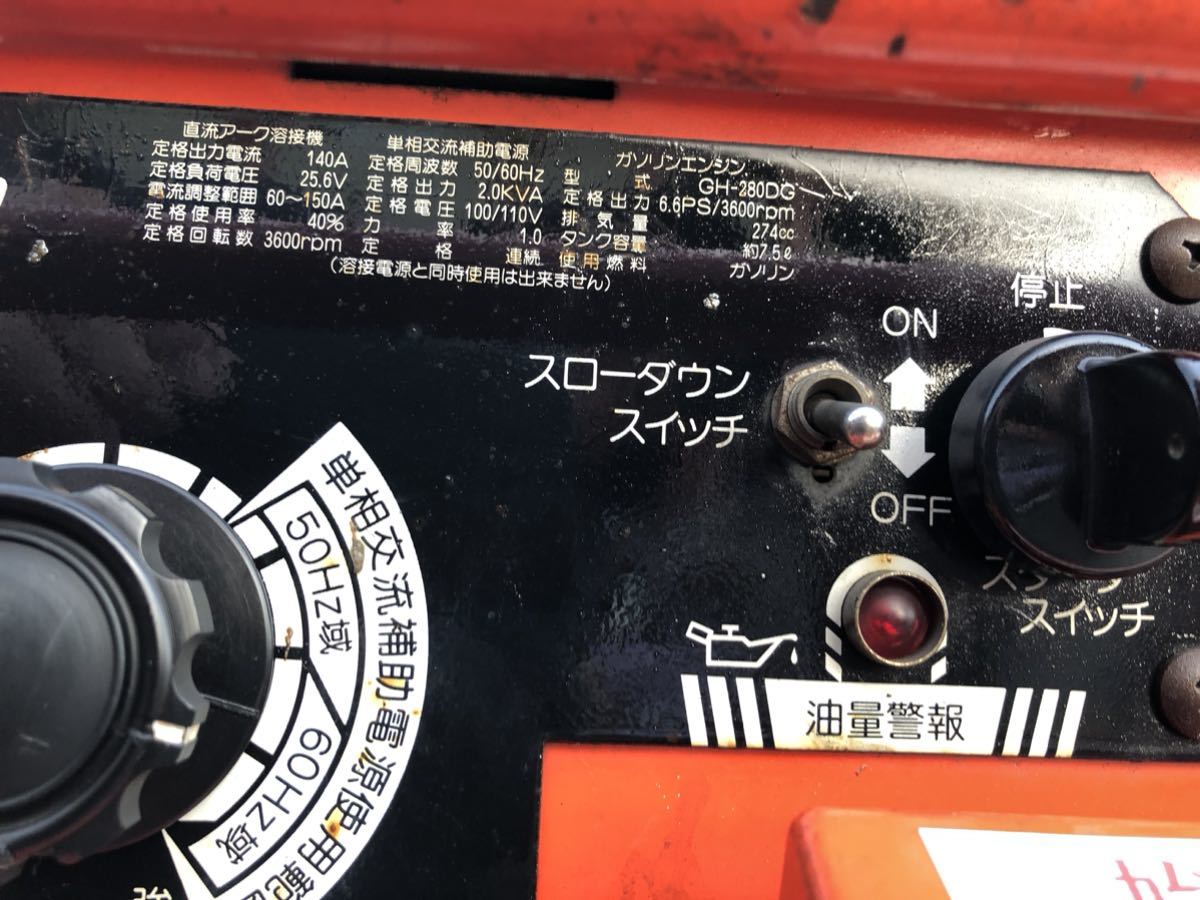 直流アーク溶接機
定格出力電流 140A
定格負荷電圧 25.6V
電流調整範囲 60～150A
定格使用率 40%
定格回転数 3600rpm
単相交流補助電源
定格周波数 50/60Hz
定格出力 2.0KVA
定格電圧 100/110V
力率 1.0
定格 連続
(溶接電源と同時使用は出来ません)
ガソリンエンジン
型式 GH-280DG
定格出力 6.6PS/3600rpm
排気量 274cc
タンク容量 約7.5ℓ
使用燃料 ガソリン
停止
ON
スローダウン
スイッチ
OFF
スイッチ
単相交流補助電源使用範
50Hz域
60Hz域
油量警報